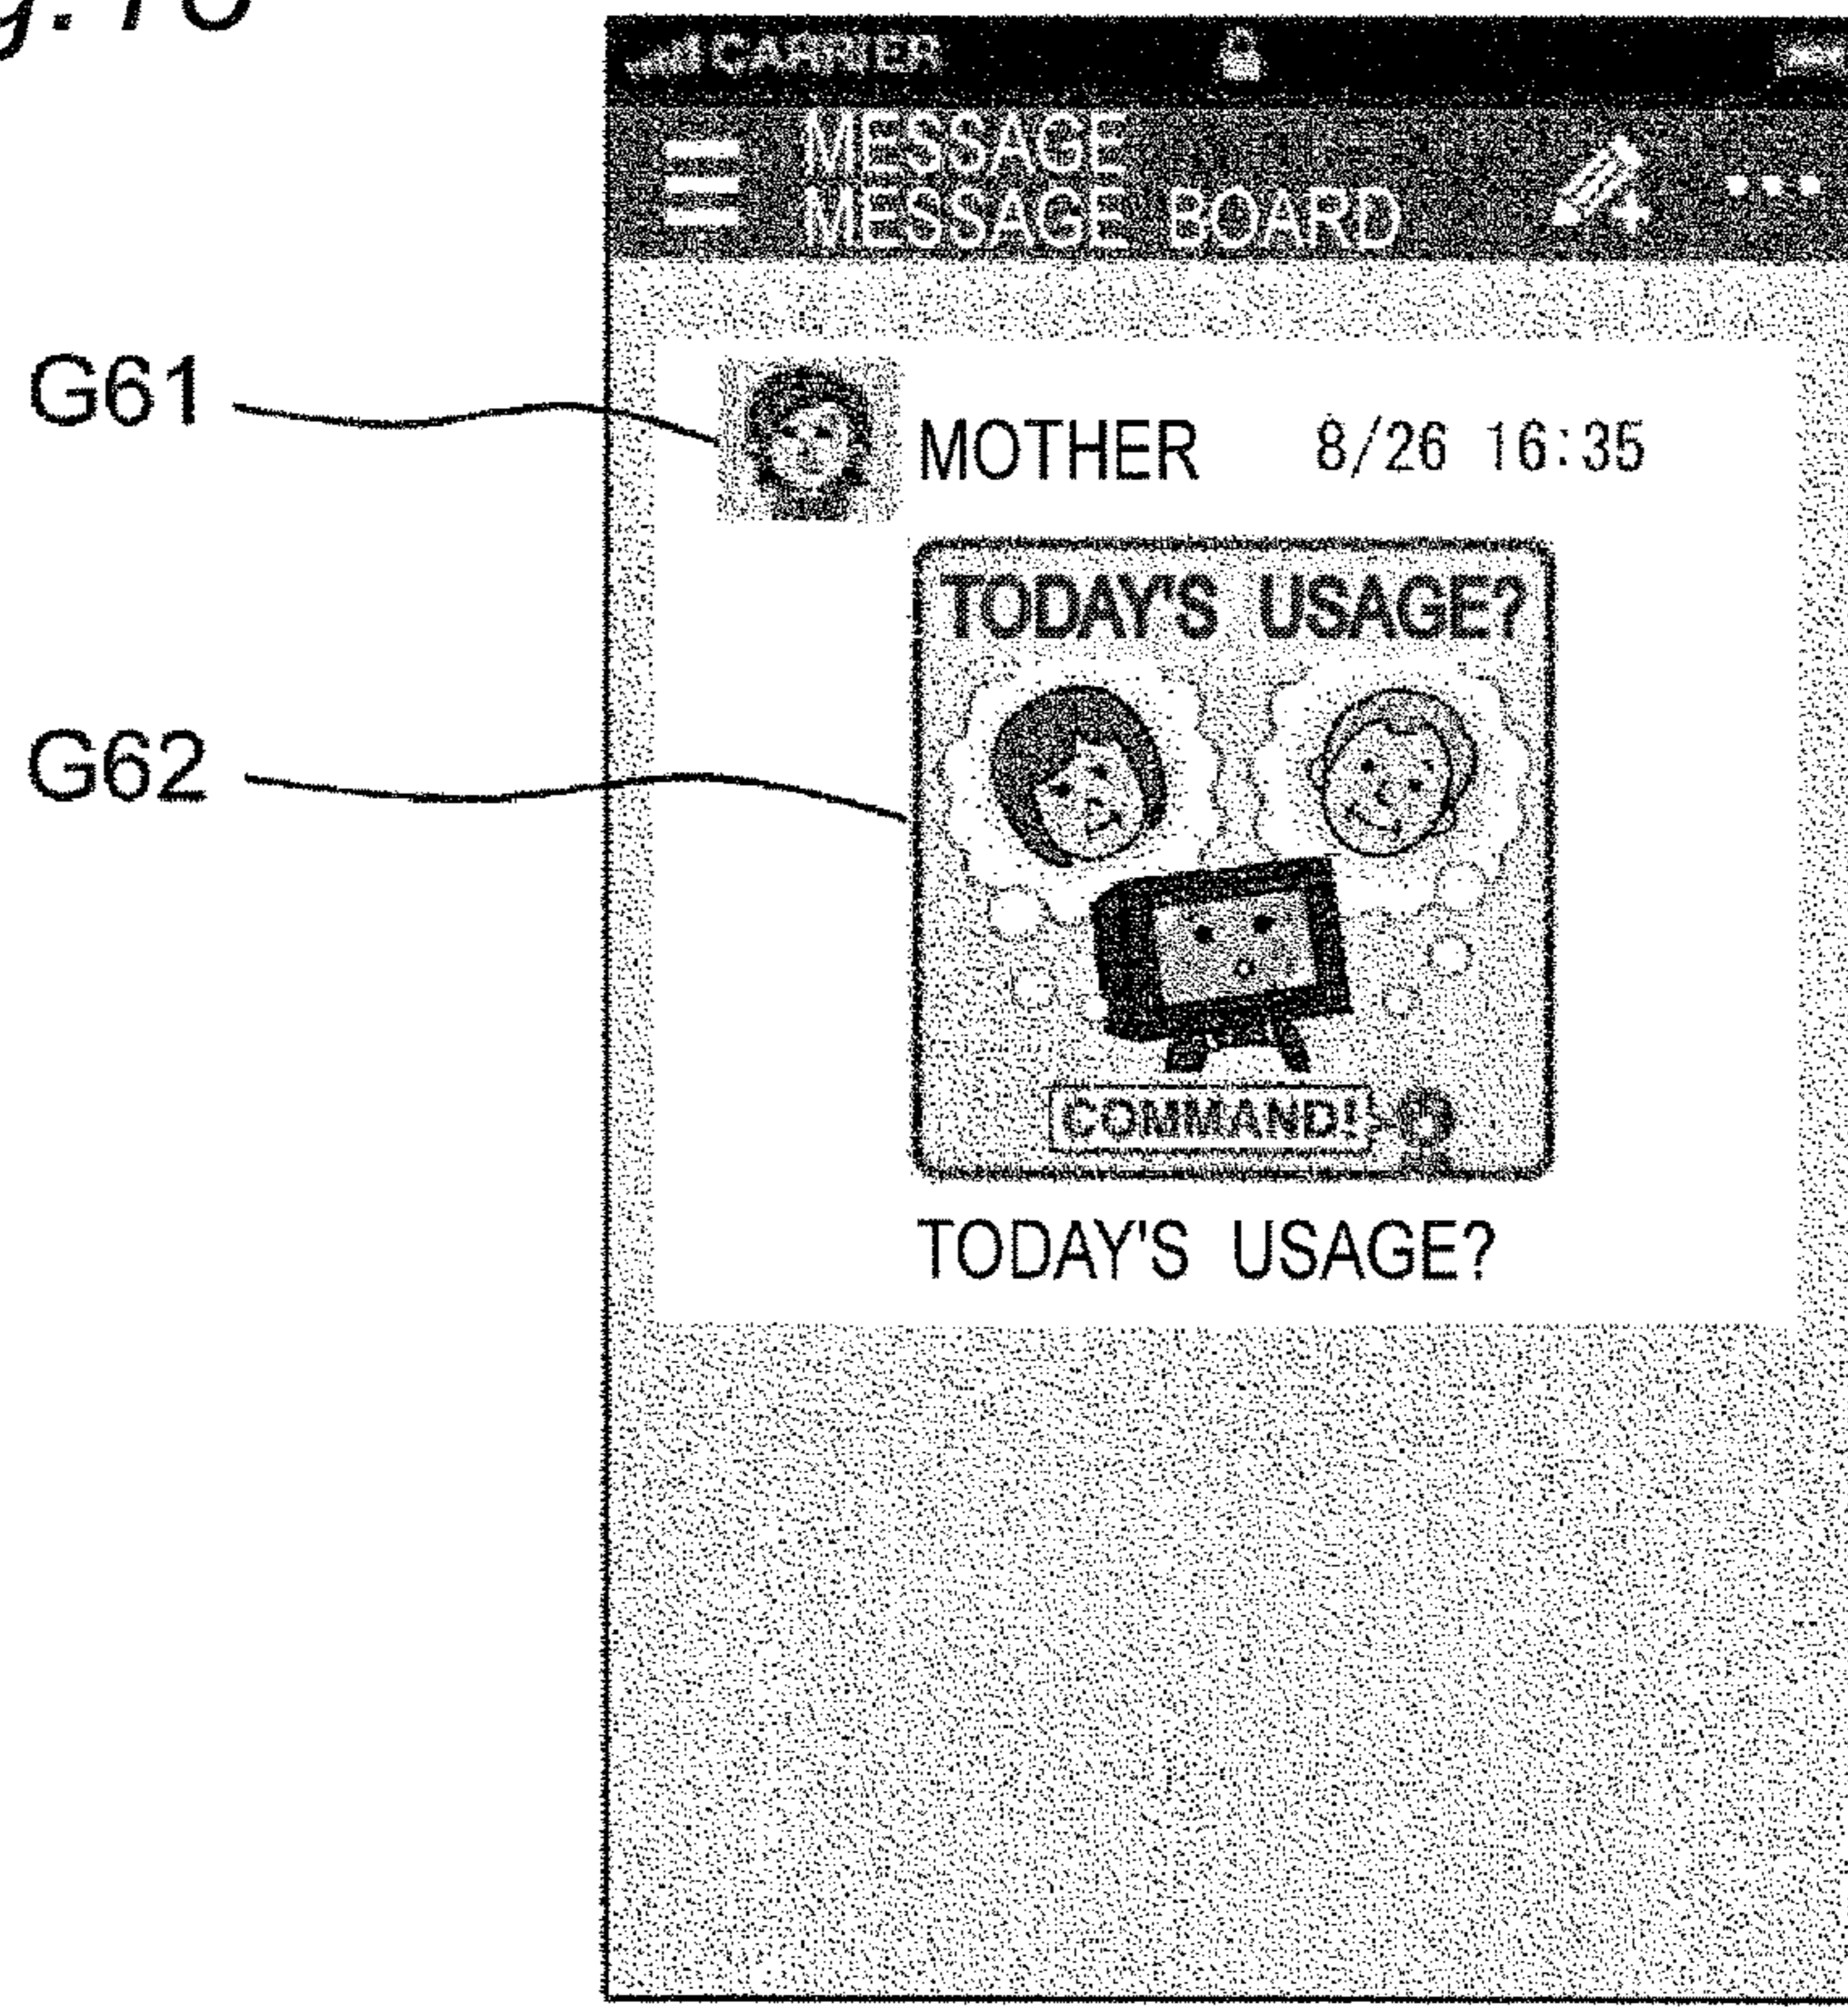 CARRIER
MESSAGE
MESSAGE BOARD
G61
MOTHER 8/26 16:35
TODAY'S USAGE?
G62
COMMAND!
TODAY'S USAGE?